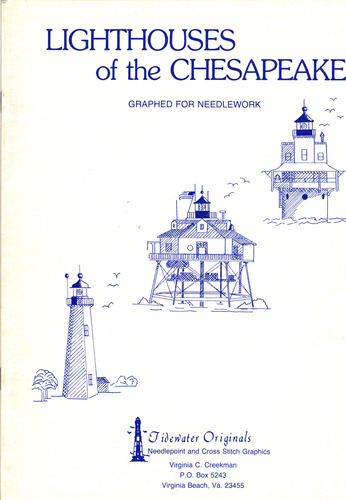 LIGHTHOUSES
of the CHESAPEAKE
GRAPHED FOR NEEDLEWORK
Tidewater Originals
Needlepoint and Cross Stitch Graphics
Virginia C. Creekman
P.O. Box 5243
Virginia Beach, Va. 23455